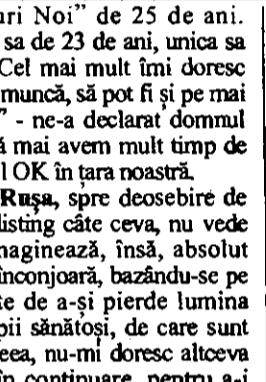 uri Noi” de 25 de ani.
sa de 23 de ani, unica sa
Cel mai mult îmi doresc
muncă, să pot fi și pe mai
” - ne-a declarat domnul
ă mai avem mult timp de
l OK în țara noastră.
Rușa, spre deosebire de
listing câte ceva, nu vede
maginează, însă, absolut
înconjoară, bazându-se pe
te de a-și pierde lumina
pii sănătoși, de care sunt
eea, nu-mi doresc altceva
în continuare, pentru a-i